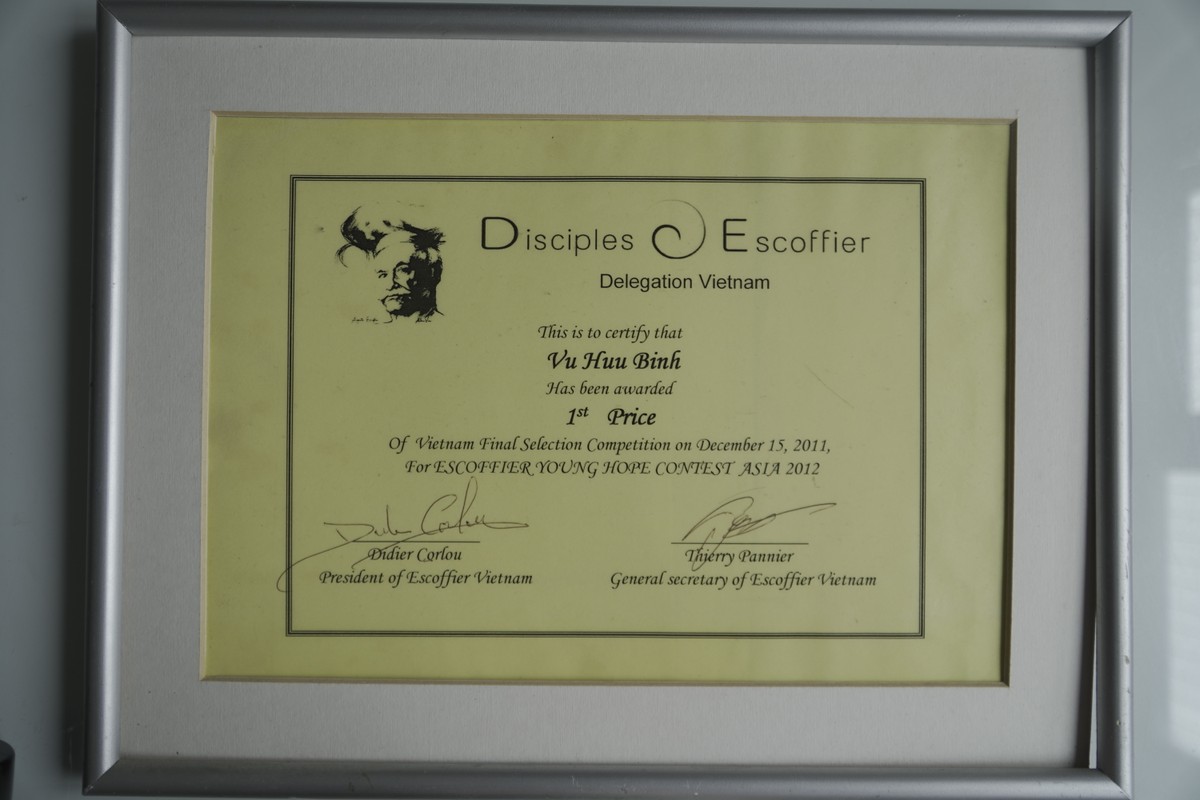 Disciples Escoffier
Delegation Vietnam
This is to certify that
Vu Huu Binh
Has been awarded
1st Price
Of Vietnam Final Selection Competition on December 15, 2011,
For ESCOFFIER YOUNG HOPE CONTEST ASIA 2012
Didier Corlou
President of Escoffier Vietnam
Thierry Pannier
General secretary of Escoffier Vietnam